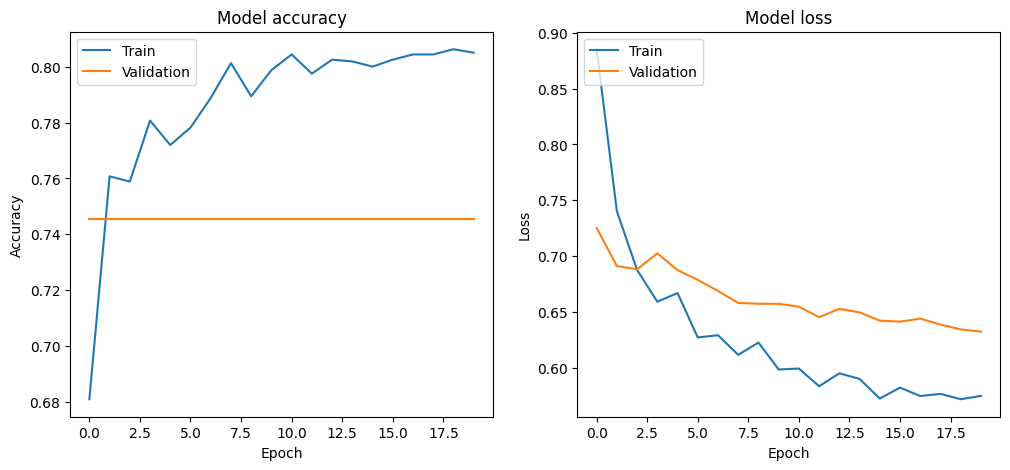 Model accuracy
Train
Validation
0.80
0.78
0.76
0.74
0.72
0.70
0.68
Accuracy
0.0 2.5 5.0 7.5 10.0 12.5 15.0 17.5
Epoch
Model loss
Train
Validation
0.90
0.85
0.80
0.75
0.70
0.65
0.60
Loss
0.0 2.5 5.0 7.5 10.0 12.5 15.0 17.5
Epoch